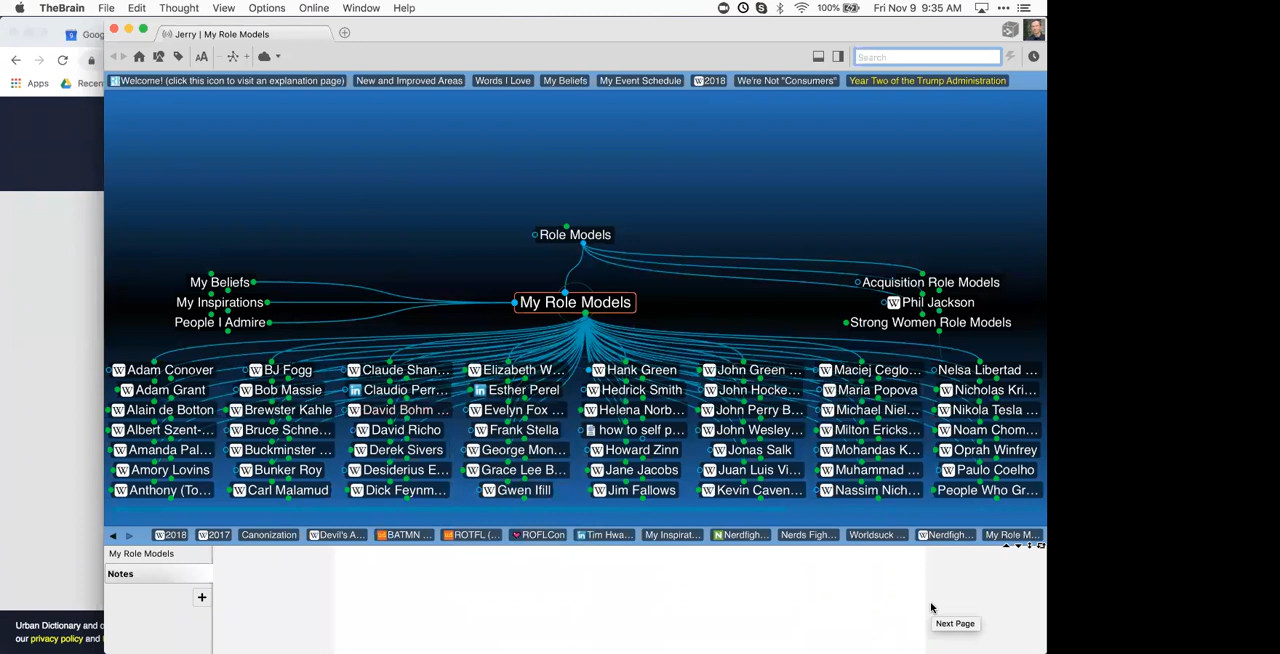 TheBrain File Edit Thought View Options Online Window Help 100% Fri Nov 9 9:35 AM
Goog
Jerry | My Role Models
AA Search
Apps Recen
Welcome! (click this icon to visit an explanation page) New and Improved Areas Words I Love My Beliefs My Event Schedule 2018 We're Not "Consumers" Year Two of the Trump Administration
Role Models
My Beliefs Acquisition Role Models
My Inspirations My Role Models Phil Jackson
People I Admire Strong Women Role Models
Adam Conover BJ Fogg Claude Shan... Elizabeth W... Hank Green John Green ... Maciej Ceglo... Nelsa Libertad ...
Adam Grant Bob Massie Claudio Perr... Esther Perel Hedrick Smith John Hocke... Maria Popova Nicholas Kri...
Alain de Botton Brewster Kahle David Bohm ... Evelyn Fox ... Helena Norb... John Perry B... Michael Niel... Nikola Tesla ...
Albert Szent-... Bruce Schne... David Richo Frank Stella how to self p... John Wesley... Milton Ericks... Noam Chom...
Amanda Pal... Buckminster ... Derek Sivers George Mon... Howard Zinn Jonas Salk Mohandas K... Oprah Winfrey
Amory Lovins Bunker Roy Desiderius E... Grace Lee B... Jane Jacobs Juan Luis Vi... Muhammad ... Paulo Coelho
Anthony (To... Carl Malamud Dick Feynm... Gwen Ifill Jim Fallows Kevin Caven... Nassim Nich... People Who Gr...
2018 2017 Canonization Devil's A... BATMN ... ROTFL (... ROFLCon Tim Hwa... My Inspirat... Nerdfigh... Nerds Figh... Worldsuck ... Nerdfigh... My Role M...
My Role Models
Notes
+
Next Page
Urban Dictionary and o
our privacy policy and